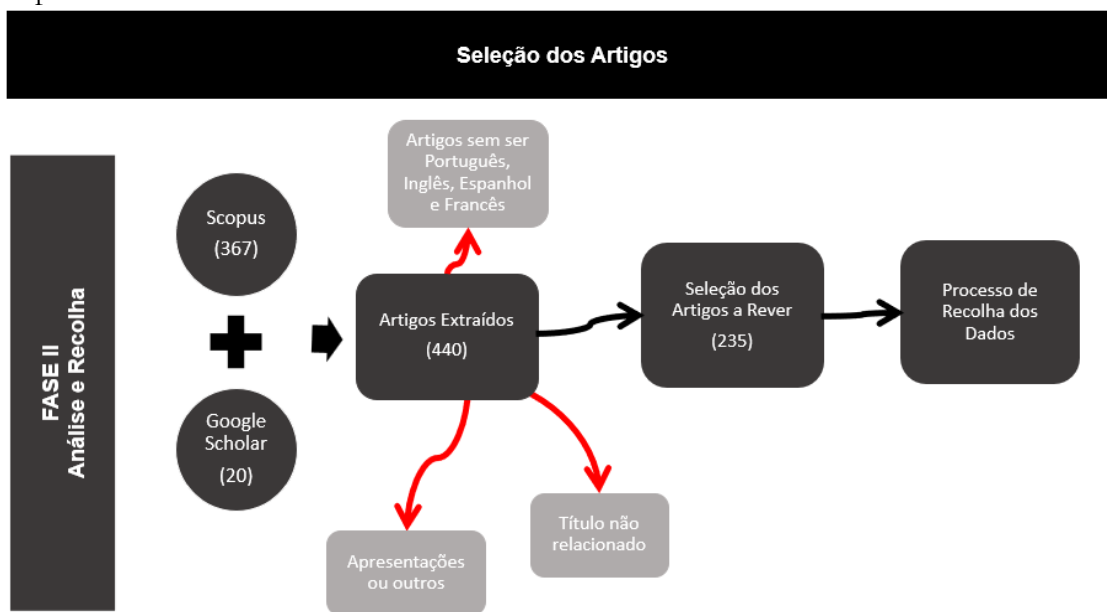 Seleção dos Artigos
FASE II
Análise e Recolha
Scopus
(367)
Google
Scholar
(20)
Artigos sem ser
Português,
Inglês, Espanhol
e Francês
Artigos Extraídos
(440)
Apresentações
ou outros
Título não
relacionado
Seleção dos
Artigos a Rever
(235)
Processo de
Recolha dos
Dados